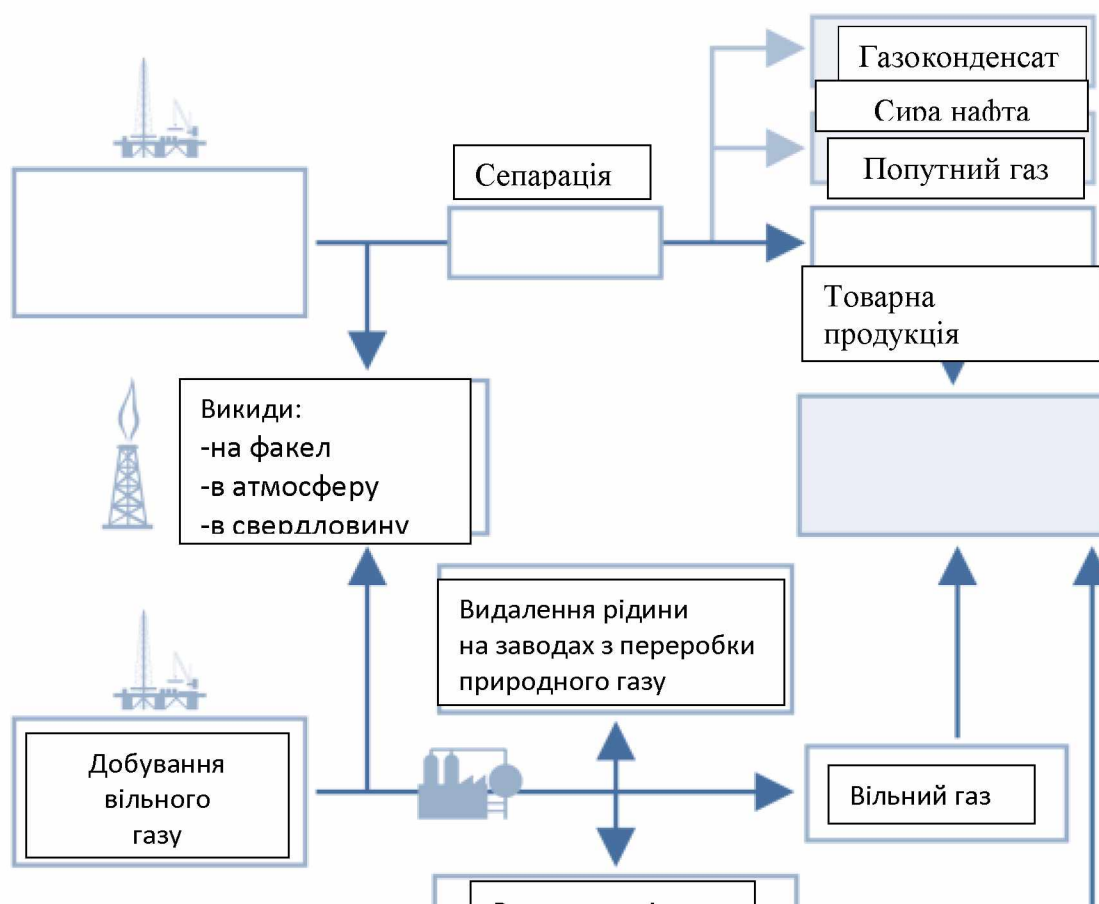 Газоконденсат
Сира нафта
Попутний газ
Сепарація
Товарна
продукція
Викиди:
-на факел
-в атмосферу
-в свердловину
Видалення рідини
на заводах з переробки
природного газу
Добування
вільного
газу
Вільний газ